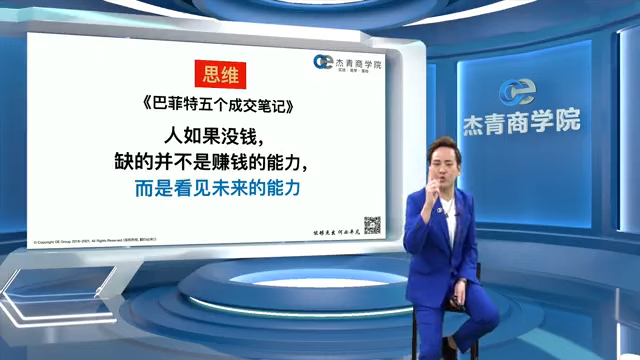 思维
杰青商学院
《巴菲特五个成交笔记》
人如果没钱，
缺的并不是赚钱的能力，
而是看见未来的能力
杰青商学院